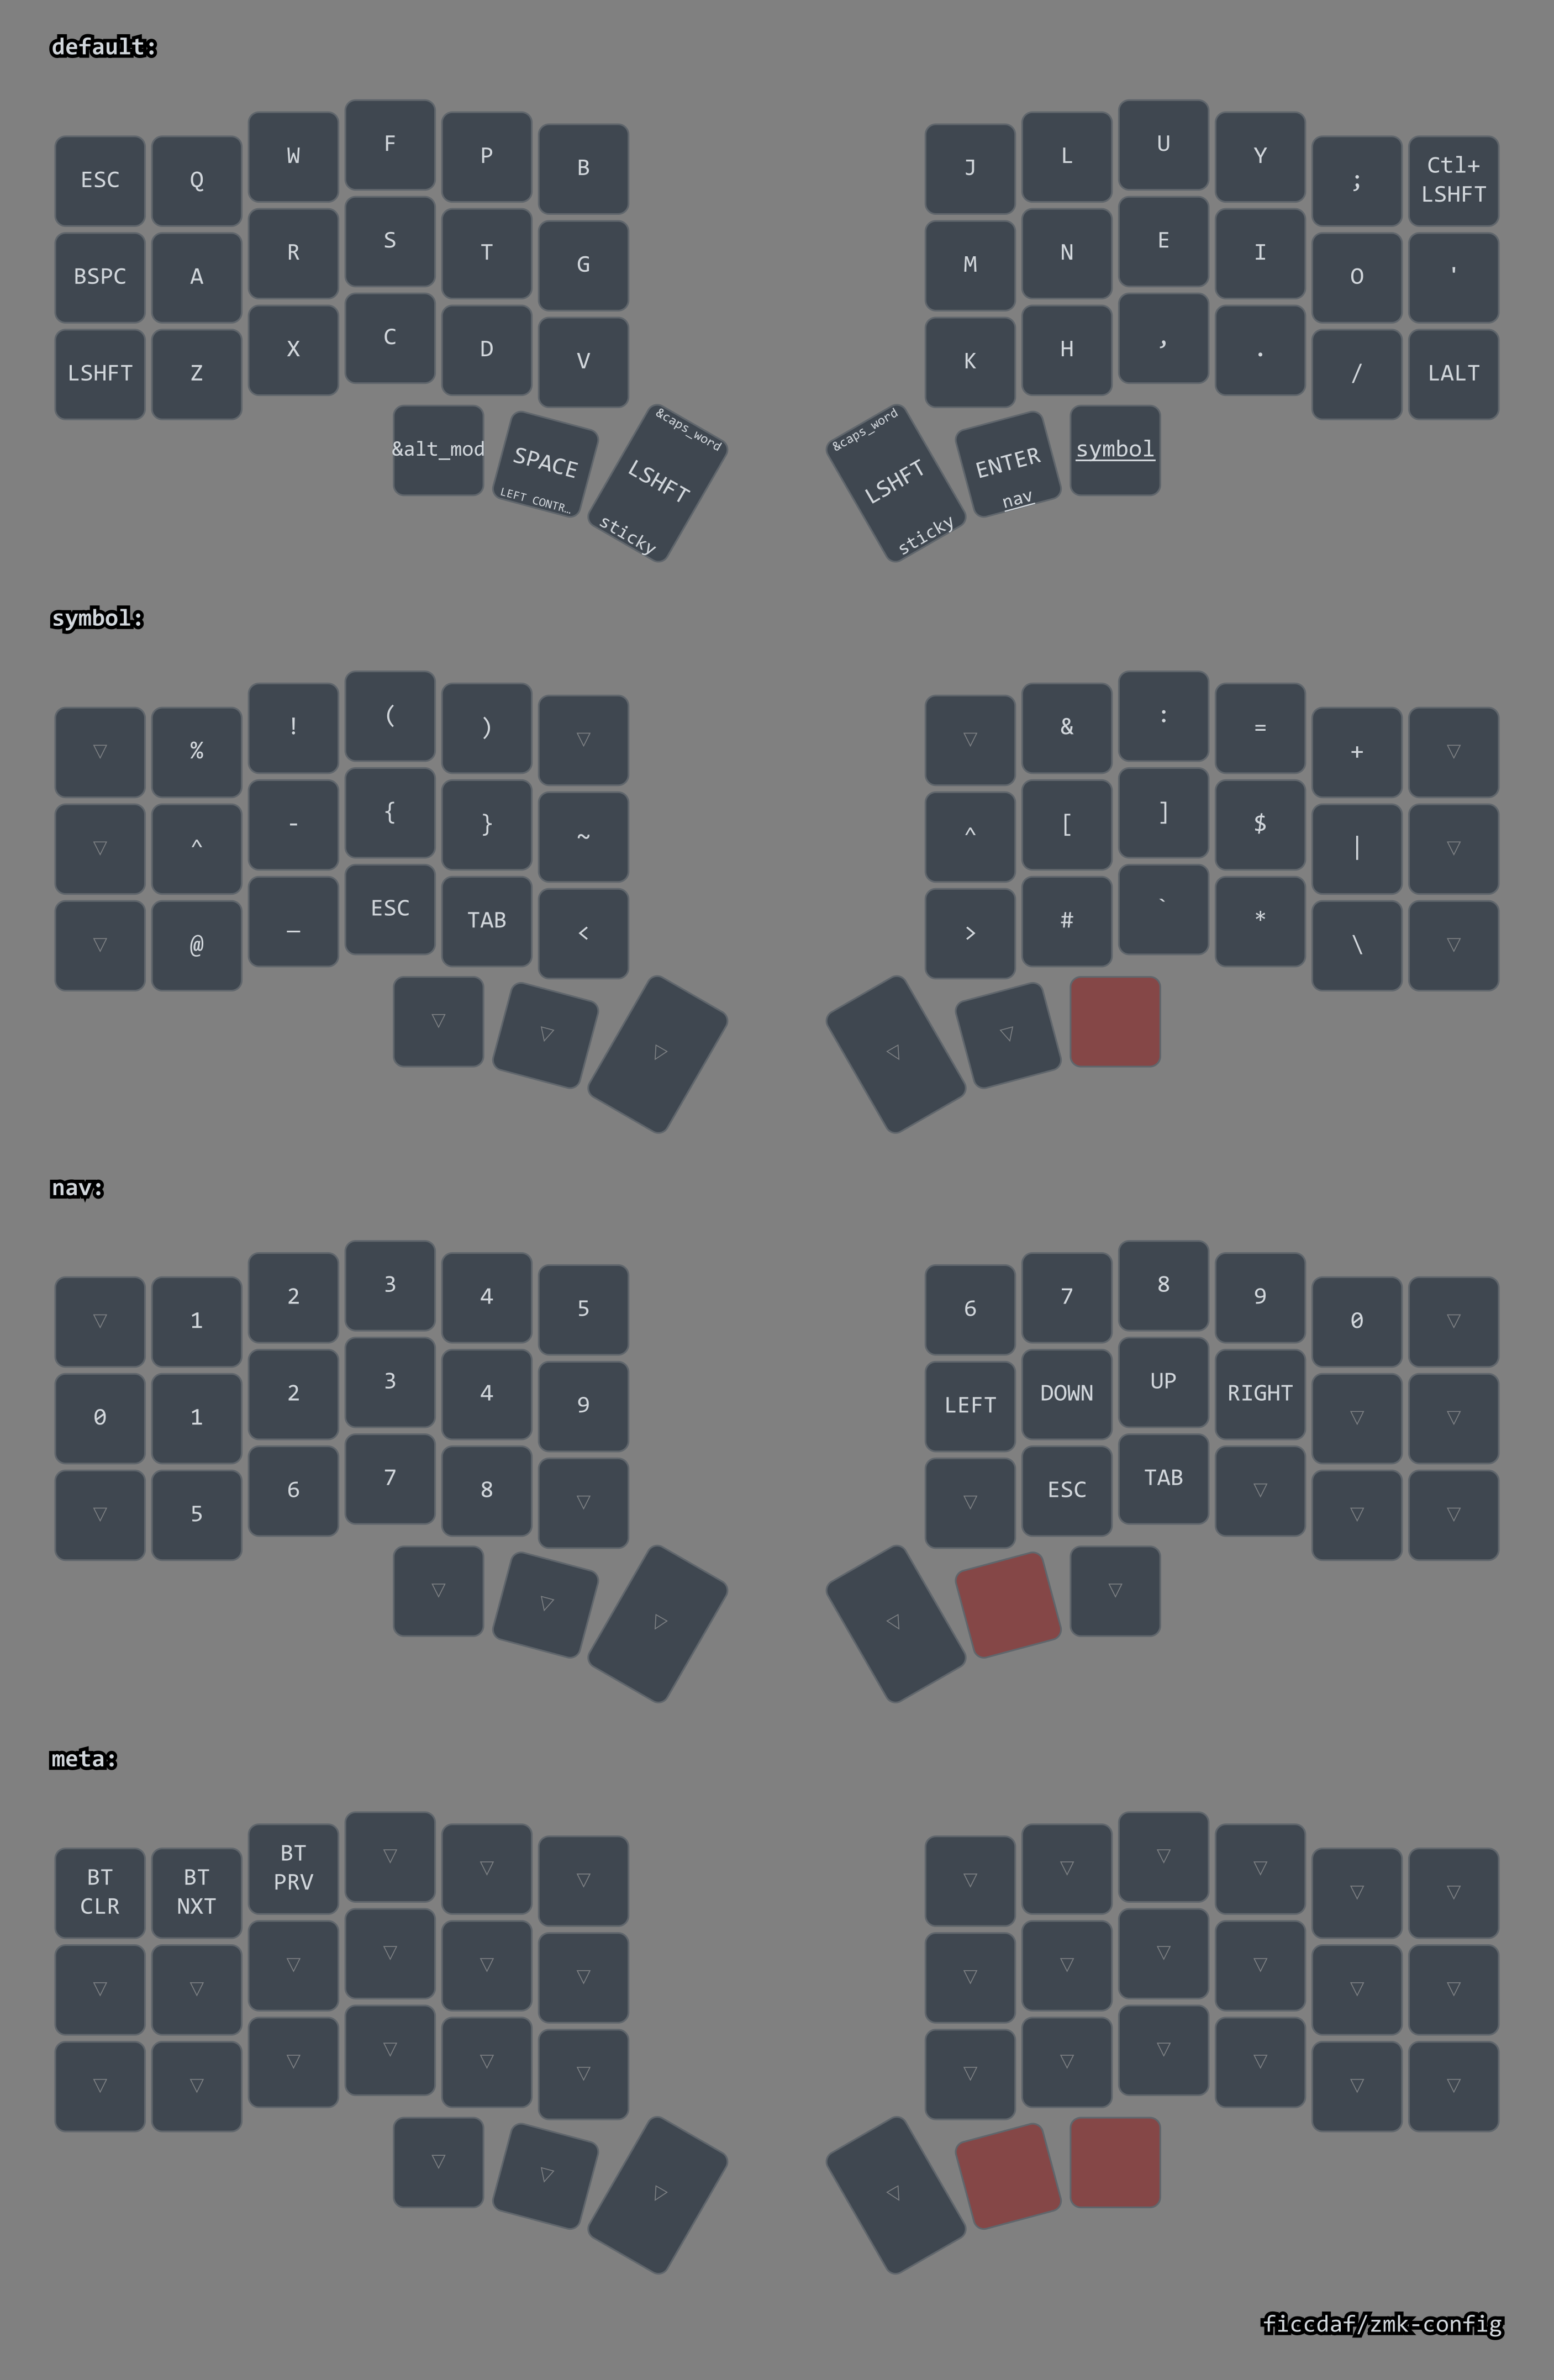 default:
ESC Q W F P B J L U Y ; Ctl+
LSHFT
BSPC A R S T G M N E I O '
LSHFT Z X C D V K H , . / LALT
&alt_mod
SPACE
LEFT CONTR…
&caps_word
LSHFT
sticky
&caps_word
LSHFT
sticky
ENTER
nav
symbol
symbol:
▽ % ! ( ) ▽ ▽ & : = + ▽
▽ ^ - { } ~ ^ [ ] $ | ▽
▽ @ _ ESC TAB < > # ` * \ ▽
▽ ▽ ▽ ▽ ▽
nav:
▽ 1 2 3 4 5 6 7 8 9 0 ▽
0 1 2 3 4 9 LEFT DOWN UP RIGHT ▽ ▽
▽ 5 6 7 8 ▽ ▽ ESC TAB ▽ ▽ ▽
▽ ▽ ▽ ▽ ▽
meta:
BT
CLR
BT
NXT
BT
PRV
▽ ▽ ▽ ▽ ▽ ▽ ▽ ▽ ▽
▽ ▽ ▽ ▽ ▽ ▽ ▽ ▽ ▽ ▽ ▽ ▽
▽ ▽ ▽ ▽ ▽ ▽ ▽ ▽ ▽ ▽ ▽ ▽
▽ ▽ ▽ ▽
ficcdaf/zmk-config